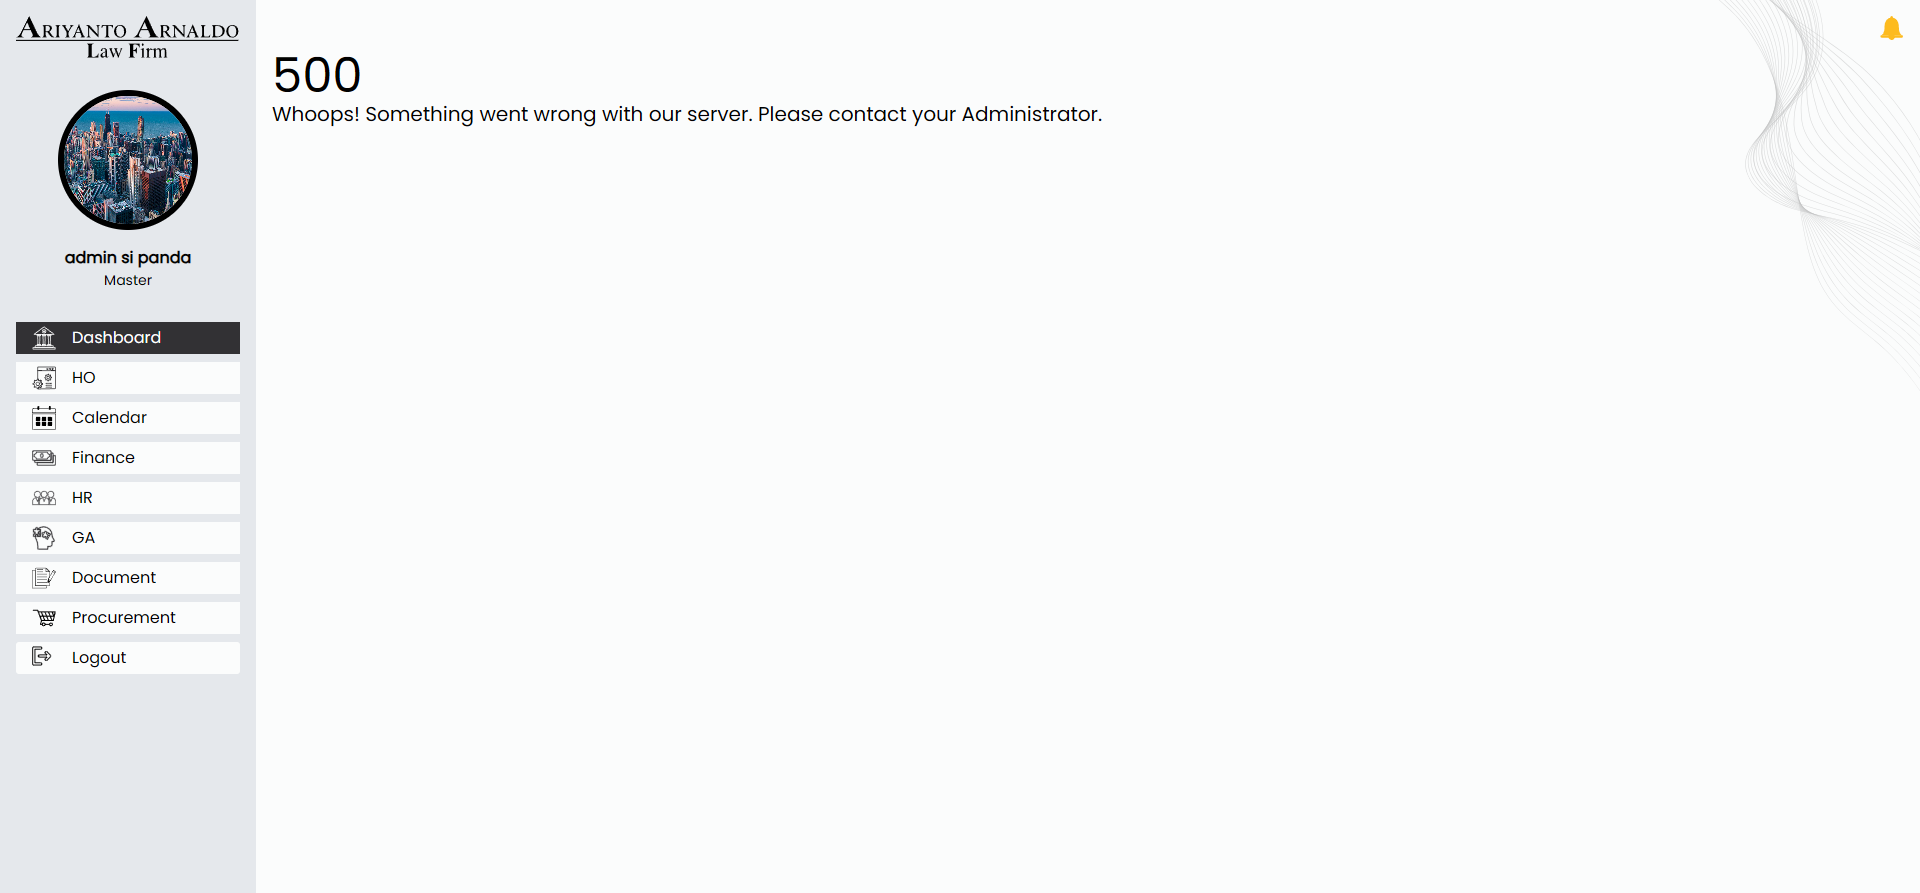 ARIYANTO ARNALDO
Law Firm
admin si panda
Master
Dashboard
HO
Calendar
Finance
HR
GA
Document
Procurement
Logout
500
Whoops! Something went wrong with our server. Please contact your Administrator.